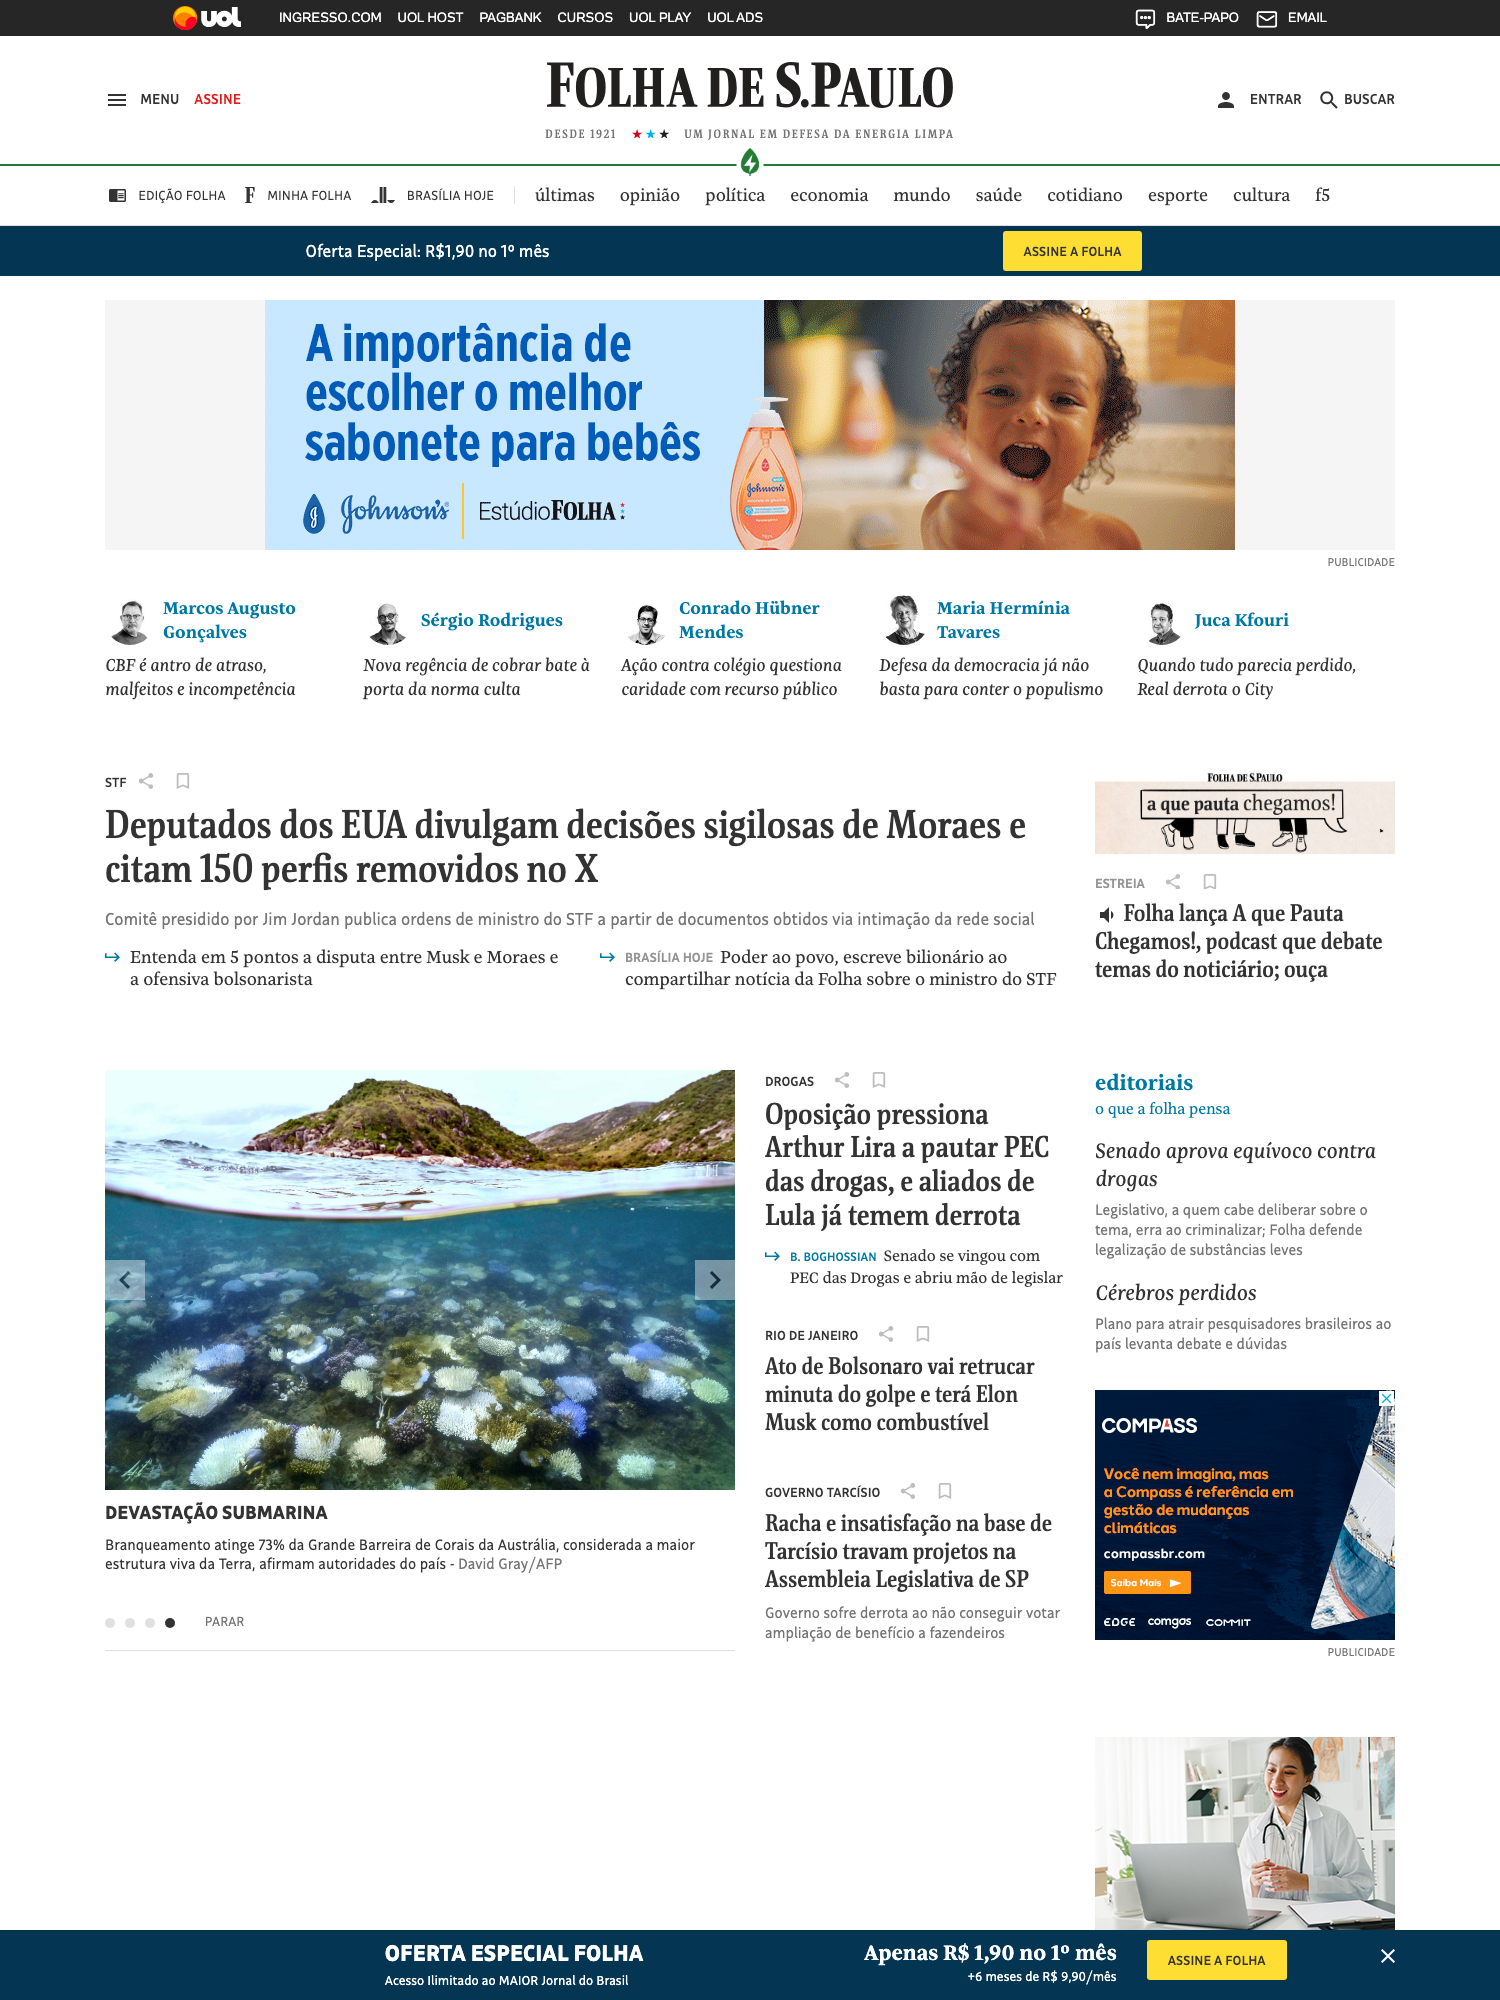 uol
INGRESSO.COM UOL HOST PAGBANK CURSOS UOL PLAY UOL ADS
BATE-PAPO EMAIL
MENU ASSINE
FOLHA DE S.PAULO
ENTRAR BUSCAR
DESDE 1921 ★★★ UM JORNAL EM DEFESA DA ENERGIA LIMPA
EDIÇÃO FOLHA F MINHA FOLHA BRASÍLIA HOJE últimas opinião política economia mundo saúde cotidiano esporte cultura f5
Oferta Especial: R$1,90 no 1º mês
ASSINE A FOLHA
A importância de
escolher o melhor
sabonete para bebês
Johnson's® EstúdioFOLHA
Johnson's
PUBLICIDADE
Marcos Augusto
Gonçalves
CBF é antro de atraso,
malfeitos e incompetência
Sérgio Rodrigues
Nova regência de cobrar bate à
porta da norma culta
Conrado Hübner
Mendes
Ação contra colégio questiona
caridade com recurso público
Maria Hermínia
Tavares
Defesa da democracia já não
basta para conter o populismo
Juca Kfouri
Quando tudo parecia perdido,
Real derrota o City
STF
Deputados dos EUA divulgam decisões sigilosas de Moraes e
citam 150 perfis removidos no X
Comitê presidido por Jim Jordan publica ordens de ministro do STF a partir de documentos obtidos via intimação da rede social
Entenda em 5 pontos a disputa entre Musk e Moraes e
a ofensiva bolsonarista
BRASÍLIA HOJE Poder ao povo, escreve bilionário ao
compartilhar notícia da Folha sobre o ministro do STF
FOLHA DE S.PAULO
a que pauta chegamos!
ESTREIA
Folha lança A que Pauta
Chegamos!, podcast que debate
temas do noticiário; ouça
DEVASTAÇÃO SUBMARINA
Branqueamento atinge 73% da Grande Barreira de Corais da Austrália, considerada a maior
estrutura viva da Terra, afirmam autoridades do país - David Gray/AFP
PARAR
DROGAS
Oposição pressiona
Arthur Lira a pautar PEC
das drogas, e aliados de
Lula já temem derrota
B. BOGHOSSIAN Senado se vingou com
PEC das Drogas e abriu mão de legislar
RIO DE JANEIRO
Ato de Bolsonaro vai retrucar
minuta do golpe e terá Elon
Musk como combustível
GOVERNO TARCÍSIO
Racha e insatisfação na base de
Tarcísio travam projetos na
Assembleia Legislativa de SP
Governo sofre derrota ao não conseguir votar
ampliação de benefício a fazendeiros
editoriais
o que a folha pensa
Senado aprova equívoco contra
drogas
Legislativo, a quem cabe deliberar sobre o
tema, erra ao criminalizar; Folha defende
legalização de substâncias leves
Cérebros perdidos
Plano para atrair pesquisadores brasileiros ao
país levanta debate e dúvidas
COMPASS
Você nem imagina, mas
a Compass é referência em
gestão de mudanças
climáticas
compassbr.com
Saiba Mais
EDGE comgas COMMIT
PUBLICIDADE
OFERTA ESPECIAL FOLHA
Acesso Ilimitado ao MAIOR Jornal do Brasil
Apenas R$ 1,90 no 1º mês
+6 meses de R$ 9,90/mês
ASSINE A FOLHA